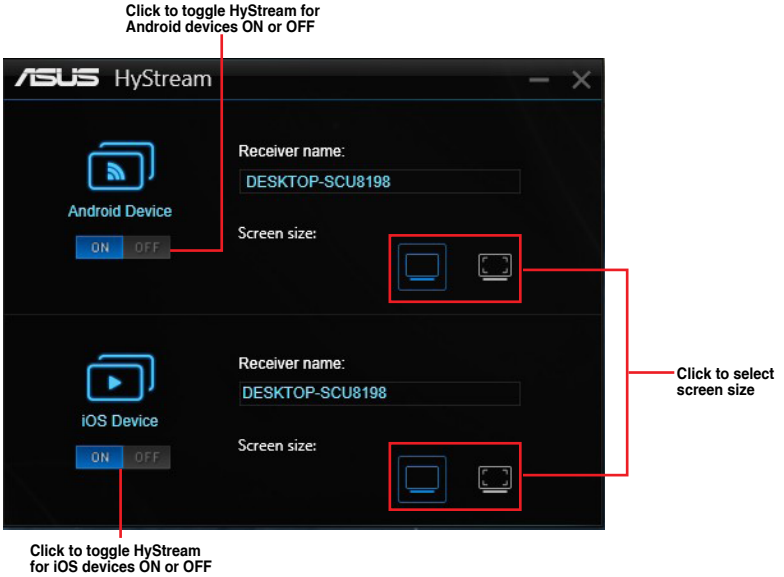 Click to toggle HyStream for
Android devices ON or OFF
ASUS HyStream
Receiver name:
DESKTOP-SCU8198
Android Device
Screen size:
ON OFF
Receiver name:
DESKTOP-SCU8198
iOS Device
Screen size:
ON OFF
Click to select
screen size
Click to toggle HyStream
for iOS devices ON or OFF